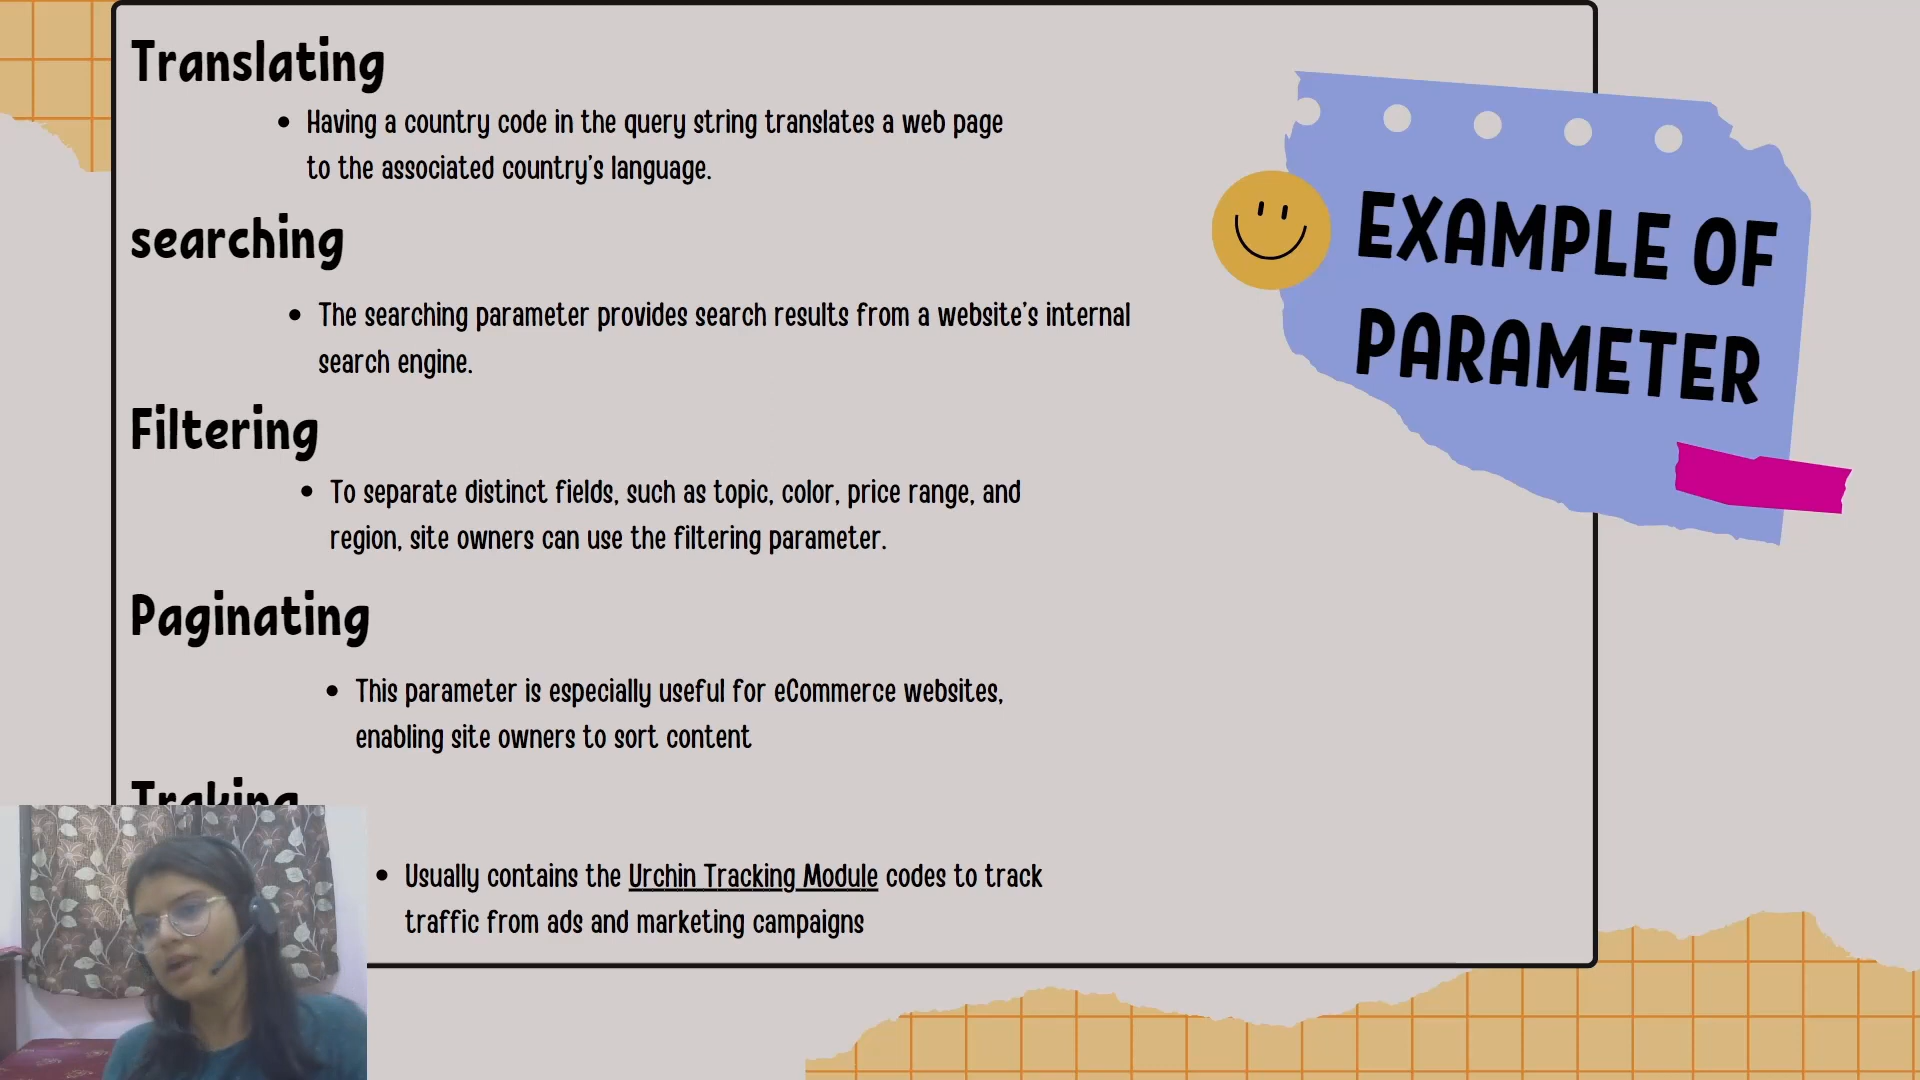 Translating
• Having a country code in the query string translates a web page
to the associated country's language.
searching
• The searching parameter provides search results from a website's internal
search engine.
Filtering
• To separate distinct fields, such as topic, color, price range, and
region, site owners can use the filtering parameter.
Paginating
• This parameter is especially useful for eCommerce websites,
enabling site owners to sort content
Traking
• Usually contains the Urchin Tracking Module codes to track
traffic from ads and marketing campaigns
EXAMPLE OF
PARAMETER